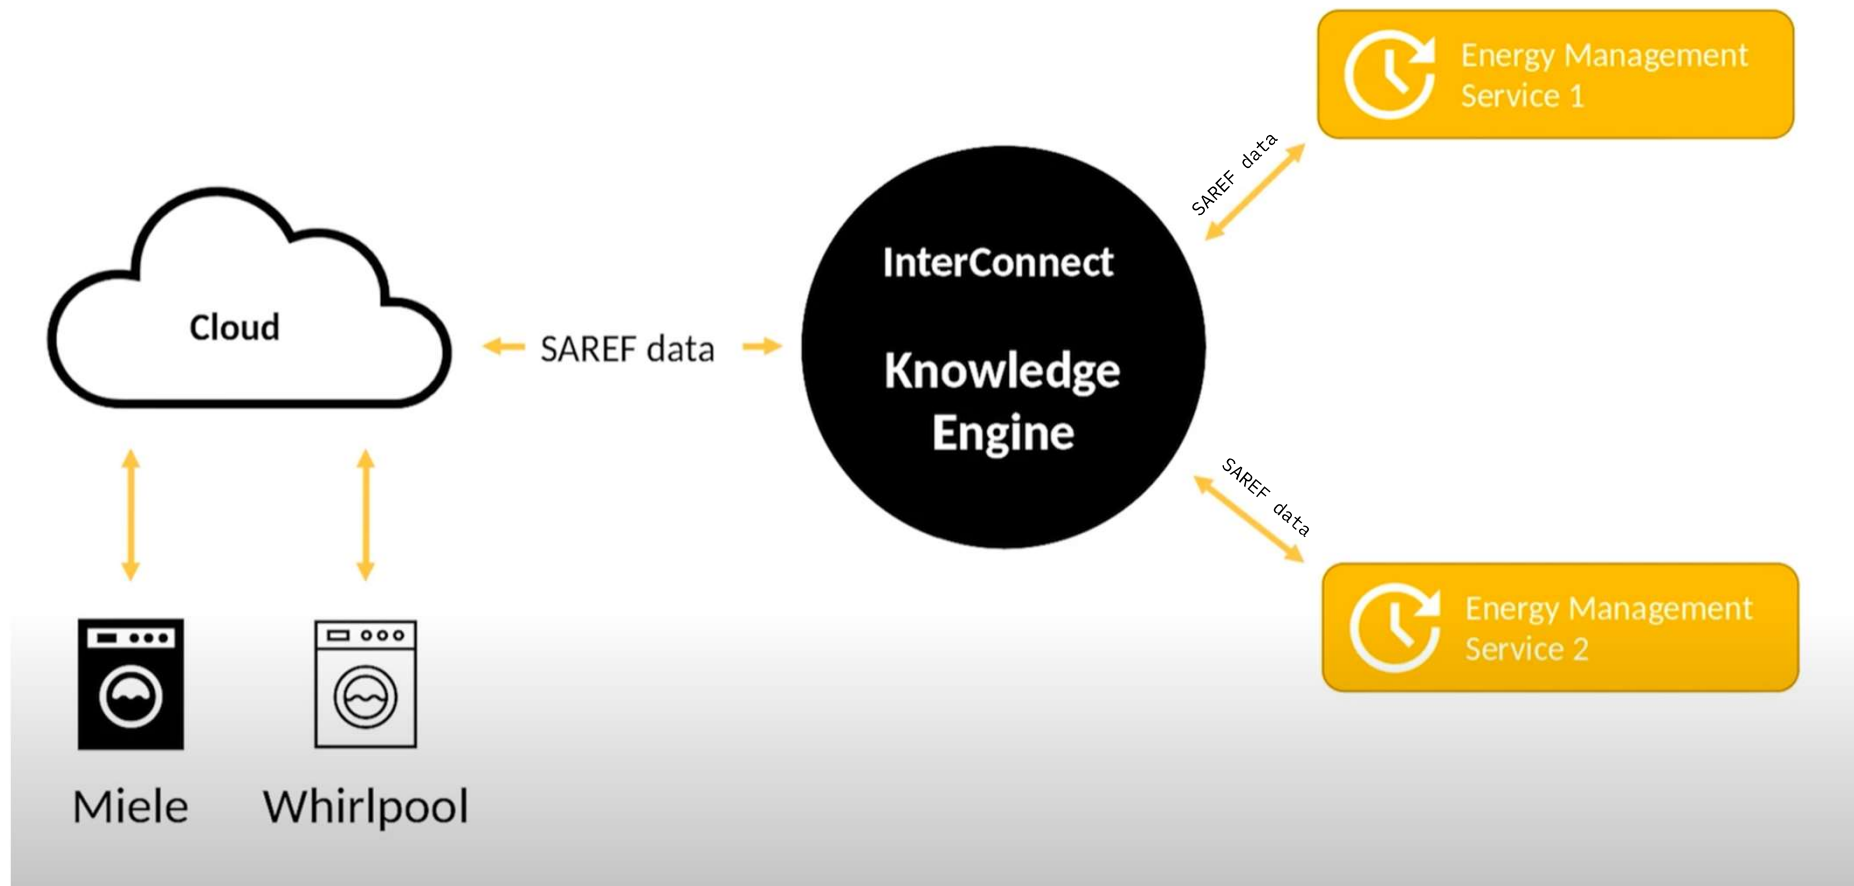 Energy Management
Service 1
SAREF data
InterConnect
Cloud
SAREF data
Knowledge
Engine
SAREF data
Energy Management
Service 2
Miele
Whirlpool